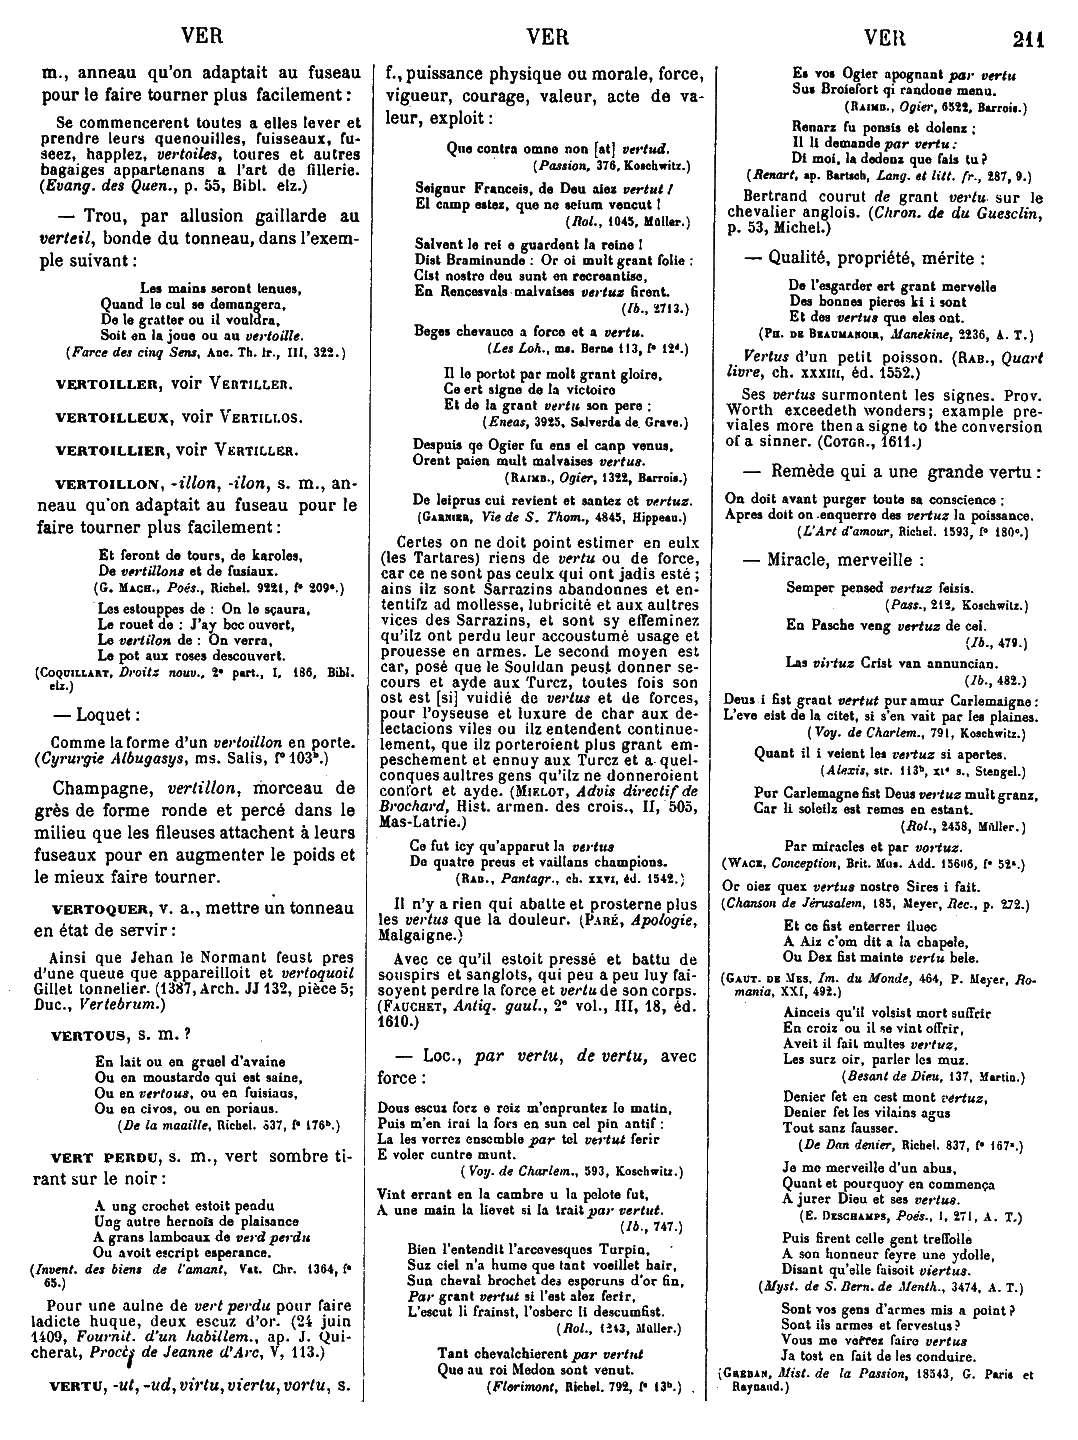 VER
VER
VER
211
m., anneau qu'on adaptait au fuseau
pour le faire tourner plus facilement :
Se commencerent toutes a elles lever et
prendre leurs quenouilles, fuisseaux, fu-
seez, happlez, vertoiles, toures et autres
bagaiges appartenans a l'art de fillerie.
(Evang. des Quen., p. 55, Bibl. elz.)
— Trou, par allusion gaillarde au
verteil, bonde du tonneau, dans l'exem-
ple suivant :
Les mains seront tenues,
Quand le cul se demangera,
De le gratter ou il vouldra,
Soit en la joue ou au vertoille.
(Farce des cinq Sens, Anc. Th. fr., III, 322.)
VERTOILLER, voir VERTILLER.
VERTOILLEUX, voir VERTILLOS.
VERTOILLIER, voir VERTILLER.
VERTOILLON, -illon, -ilon, s. m., an-
neau qu'on adaptait au fuseau pour le
faire tourner plus facilement :
Et feront de tours, de karoles,
De vertillons et de fusiaux.
(G. MACH., Poés., Richel. 9221, f° 209e.)
Les estouppes de : On le sçaura,
Le rouet de : J'ay bec ouvert,
Le vertilon de : On verra,
Le pot aux roses descouvert.
(COQUILLART, Droitz nouv., 2e part., I, 186, Bibl.
elz.)
— Loquet :
Comme la forme d'un vertoillon en porte.
(Cyrurgie Albugasys, ms. Salis, f° 103b.)
Champagne, vertillon, morceau de
grès de forme ronde et percé dans le
milieu que les fileuses attachent à leurs
fuseaux pour en augmenter le poids et
le mieux faire tourner.
VERTOQUER, v. a., mettre un tonneau
en état de servir :
Ainsi que Jehan le Normant feust pres
d'une queue que appareilloit et vertoquoit
Gillet tonnelier. (1387, Arch. JJ 132, pièce 5;
Duc., Vertebrum.)
VERTOUS, s. m. ?
En lait ou en gruel d'avaine
Ou en moustarde qui est saine,
Ou en vertous, ou en fuisiaus,
Ou en civos, ou en poriaus.
(De la maaille, Richel. 837, f° 176b.)
VERT PERDU, s. m., vert sombre ti-
rant sur le noir :
A ung crochet estoit pendu
Ung autre hernois de plaisance
A grans lambeaux de verd perdu
Ou avoit escript esperance.
(Invent. des biens de l'amant, Vat. Chr. 1364, f°
65.)
Pour une aulne de vert perdu pour faire
ladicte huque, deux escuz d'or. (24 juin
1409, Fournit. d'un habillem., ap. J. Qui-
cherat, Procès de Jeanne d'Arc, V, 113.)
VERTU, -ut, -ud, virtu, viertu, vortu, s.
f., puissance physique ou morale, force,
vigueur, courage, valeur, acte de va-
leur, exploit :
Que contra omne non [at] vertud.
(Passion, 376, Koschwitz.)
Seignur Franceis, de Deu aiez vertut !
El camp estez, que ne seium vencut !
(Rol., 1045, Müller.)
Salvent le rei e guardent la reine !
Dist Braminunde : Or oi mult grant folie :
Cist nostre deu sunt en recreantise,
En Rencesvals malvaises vertuz firent.
(Ib., 2713.)
Beges chevauce a force et a vertu.
(Les Loh., ms. Berne 113, f° 12d.)
Il le portot par molt grant gloire,
Ce ert signe de la victoire
Et de la grant vertu son pere :
(Eneas, 3925, Salverda de Grave.)
Despuis qe Ogier fu ens el canp venus,
Orent paien mult malvaises vertus.
(RAIMB., Ogier, 1322, Barrois.)
De leiprus cui revient et santez et vertuz.
(GARNIER, Vie de S. Thom., 4845, Hippeau.)
Certes on ne doit point estimer en eulx
(les Tartares) riens de vertu ou de force,
car ce ne sont pas ceulx qui ont jadis esté ;
ains ilz sont Sarrazins abandonnes et en-
tentifz ad mollesse, lubricité et aux aultres
vices des Sarrazins, et sont sy effeminez
qu'ilz ont perdu leur accoustumé usage et
prouesse en armes. Le second moyen est
car, posé que le Souldan peust donner se-
cours et ayde aux Turcz, toutes fois son
ost est [si] vuidié de vertus et de forces,
pour l'oyseuse et luxure de char aux de-
lectacions viles ou ilz entendent continue-
lement, que ilz porteroient plus grant em-
peschement et ennuy aux Turcz et a quel-
conques aultres gens qu'ilz ne donneroient
confort et ayde. (MIELOT, Advis directif de
Brochard, Hist. armen. des crois., II, 505,
Mas-Latrie.)
Ce fut icy qu'apparut la vertus
De quatre preus et vaillans champions.
(RAB., Pantagr., ch. XXVI, éd. 1542.)
Il n'y a rien qui abatte et prosterne plus
les vertus que la douleur. (PARÉ, Apologie,
Malgaigne.)
Avec ce qu'il estoit pressé et battu de
souspirs et sanglots, qui peu a peu luy fai-
soyent perdre la force et vertu de son corps.
(FAUCHET, Antiq. gaul., 2e vol., III, 18, éd.
1610.)
— Loc., par vertu, de vertu, avec
force :
Dous escuz forz e reiz m'enpruntez le matin,
Puis m'en irai la fors en sun cel pin antif :
La les verrez ensemble par tel vertut ferir
E voler cuntre munt.
(Voy. de Charlem., 593, Koschwitz.)
Vint errant en la cambre u la pelote fut,
A une main la lievet si la trait par vertut.
(Ib., 747.)
Bien l'entendit l'arcevesques Turpin,
Suz ciel n'a hume que tant voeillet hair,
Sun cheval brochet des esporuns d'or fin,
Par grant vertut si l'est alez ferir,
L'escut li frainst, l'osberc li descumfist.
(Rol., 1243, Müller.)
Tant chevalchierent par vertut
Que au roi Medon sont venut.
(Florimont, Richel. 792, f° 13b.)
Es vos Ogier apognant par vertu
Sus Broiefort qi randone menu.
(RAIMB., Ogier, 6522, Barrois.)
Renarz fu pensis et dolenz ;
Il li demande par vertu :
Di moi, la dedenz que fais tu ?
(Renart, ap. Bartsch, Lang. et litt. fr., 287, 9.)
Bertrand courut de grant vertu sur le
chevalier anglois. (Chron. de du Guesclin,
p. 53, Michel.)
— Qualité, propriété, mérite :
De l'esgarder ert grant mervelle
Des bonnes pieres ki i sont
Et des vertus que eles ont.
(PH. DE BEAUMANOIR, Manekine, 2236, A. T.)
Vertus d'un petit poisson. (RAB., Quart
livre, ch. XXXIII, éd. 1552.)
Ses vertus surmontent les signes. Prov.
Worth exceedeth wonders; example pre-
viales more then a signe to the conversion
of a sinner. (COTGR., 1611.)
— Remède qui a une grande vertu :
On doit avant purger toute sa conscience ;
Apres doit on enquerre des vertuz la poissance.
(L'Art d'amour, Richel. 1593, f° 180c.)
— Miracle, merveille :
Semper pensed vertuz feisis.
(Pass., 212, Koschwitz.)
En Pasche veng vertuz de cel.
(Ib., 479.)
Las virtuz Crist van annuncian.
(Ib., 482.)
Deus i fist grant vertut pur amur Carlemaigne :
L'eve eist de la citet, si s'en vait par les plaines.
(Voy. de Charlem., 791, Koschwitz.)
Quant il i veient les vertuz si apertes.
(Alexis, str. 113b, XIe s., Stengel.)
Pur Carlemagne fist Deus vertuz mult granz,
Car li soleilz est remes en estant.
(Rol., 2458, Müller.)
Par miracles et par vortuz.
(WACE, Conception, Brit. Mus. Add. 15606, f° 52a.)
Or oiez quex vertus nostre Sires i fait.
(Chanson de Jérusalem, 185, Meyer, Rec., p. 272.)
Et ce fist enterrer iluec
A Aiz c'om dit a la chapele,
Ou Dex fist mainte vertu bele.
(GAUT. DE MES, Im. du Monde, 464, P. Meyer, Ro-
mania, XXI, 492.)
Ainceis qu'il volsist mort suffrir
En croiz ou il se vint offrir,
Aveit il fait multes vertuz,
Les surz oir, parler les muz.
(Besant de Dieu, 137, Martin.)
Denier fet en cest mont vertuz,
Denier fet les vilains agus
Tout sanz fausser.
(De Dan denier, Richel. 837, f° 167a.)
Je me merveille d'un abus,
Quant et pourquoy en commença
A jurer Dieu et ses vertus.
(E. DESCHAMPS, Poés., I, 271, A. T.)
Puis firent celle gent treffolle
A son honneur feyre une ydolle,
Disant qu'elle faisoit viertus.
(Myst. de S. Bern. de Menth., 3474, A. T.)
Sont vos gens d'armes mis a point ?
Sont ils armes et fervestus ?
Vous me verrez faire vertus
Ja tost en fait de les conduire.
(GREBAN, Mist. de la Passion, 18543, G. Paris et
Raynaud.)